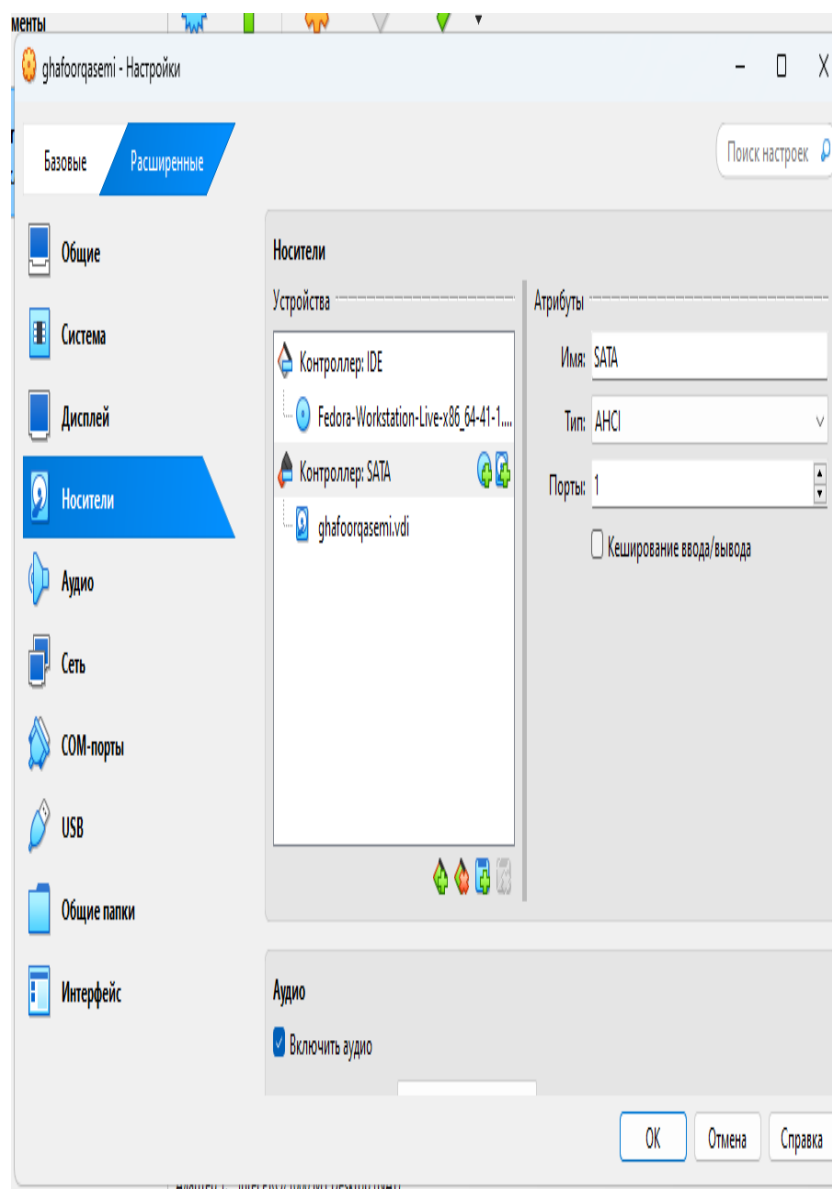 менты
ghafoorqasemi - Настройки
Базовые
Расширенные
Поиск настроек
Общие
Система
Дисплей
Носители
Аудио
Сеть
COM-порты
USB
Общие папки
Интерфейс
Носители
Устройства
Контроллер: IDE
Fedora-Workstation-Live-x86_64-41-1....
Контроллер: SATA
ghafoorqasemi.vdi
Атрибуты
Имя: SATA
Тип: AHCI
Порты: 1
Кеширование ввода/вывода
Аудио
Включить аудио
OK
Отмена
Справка